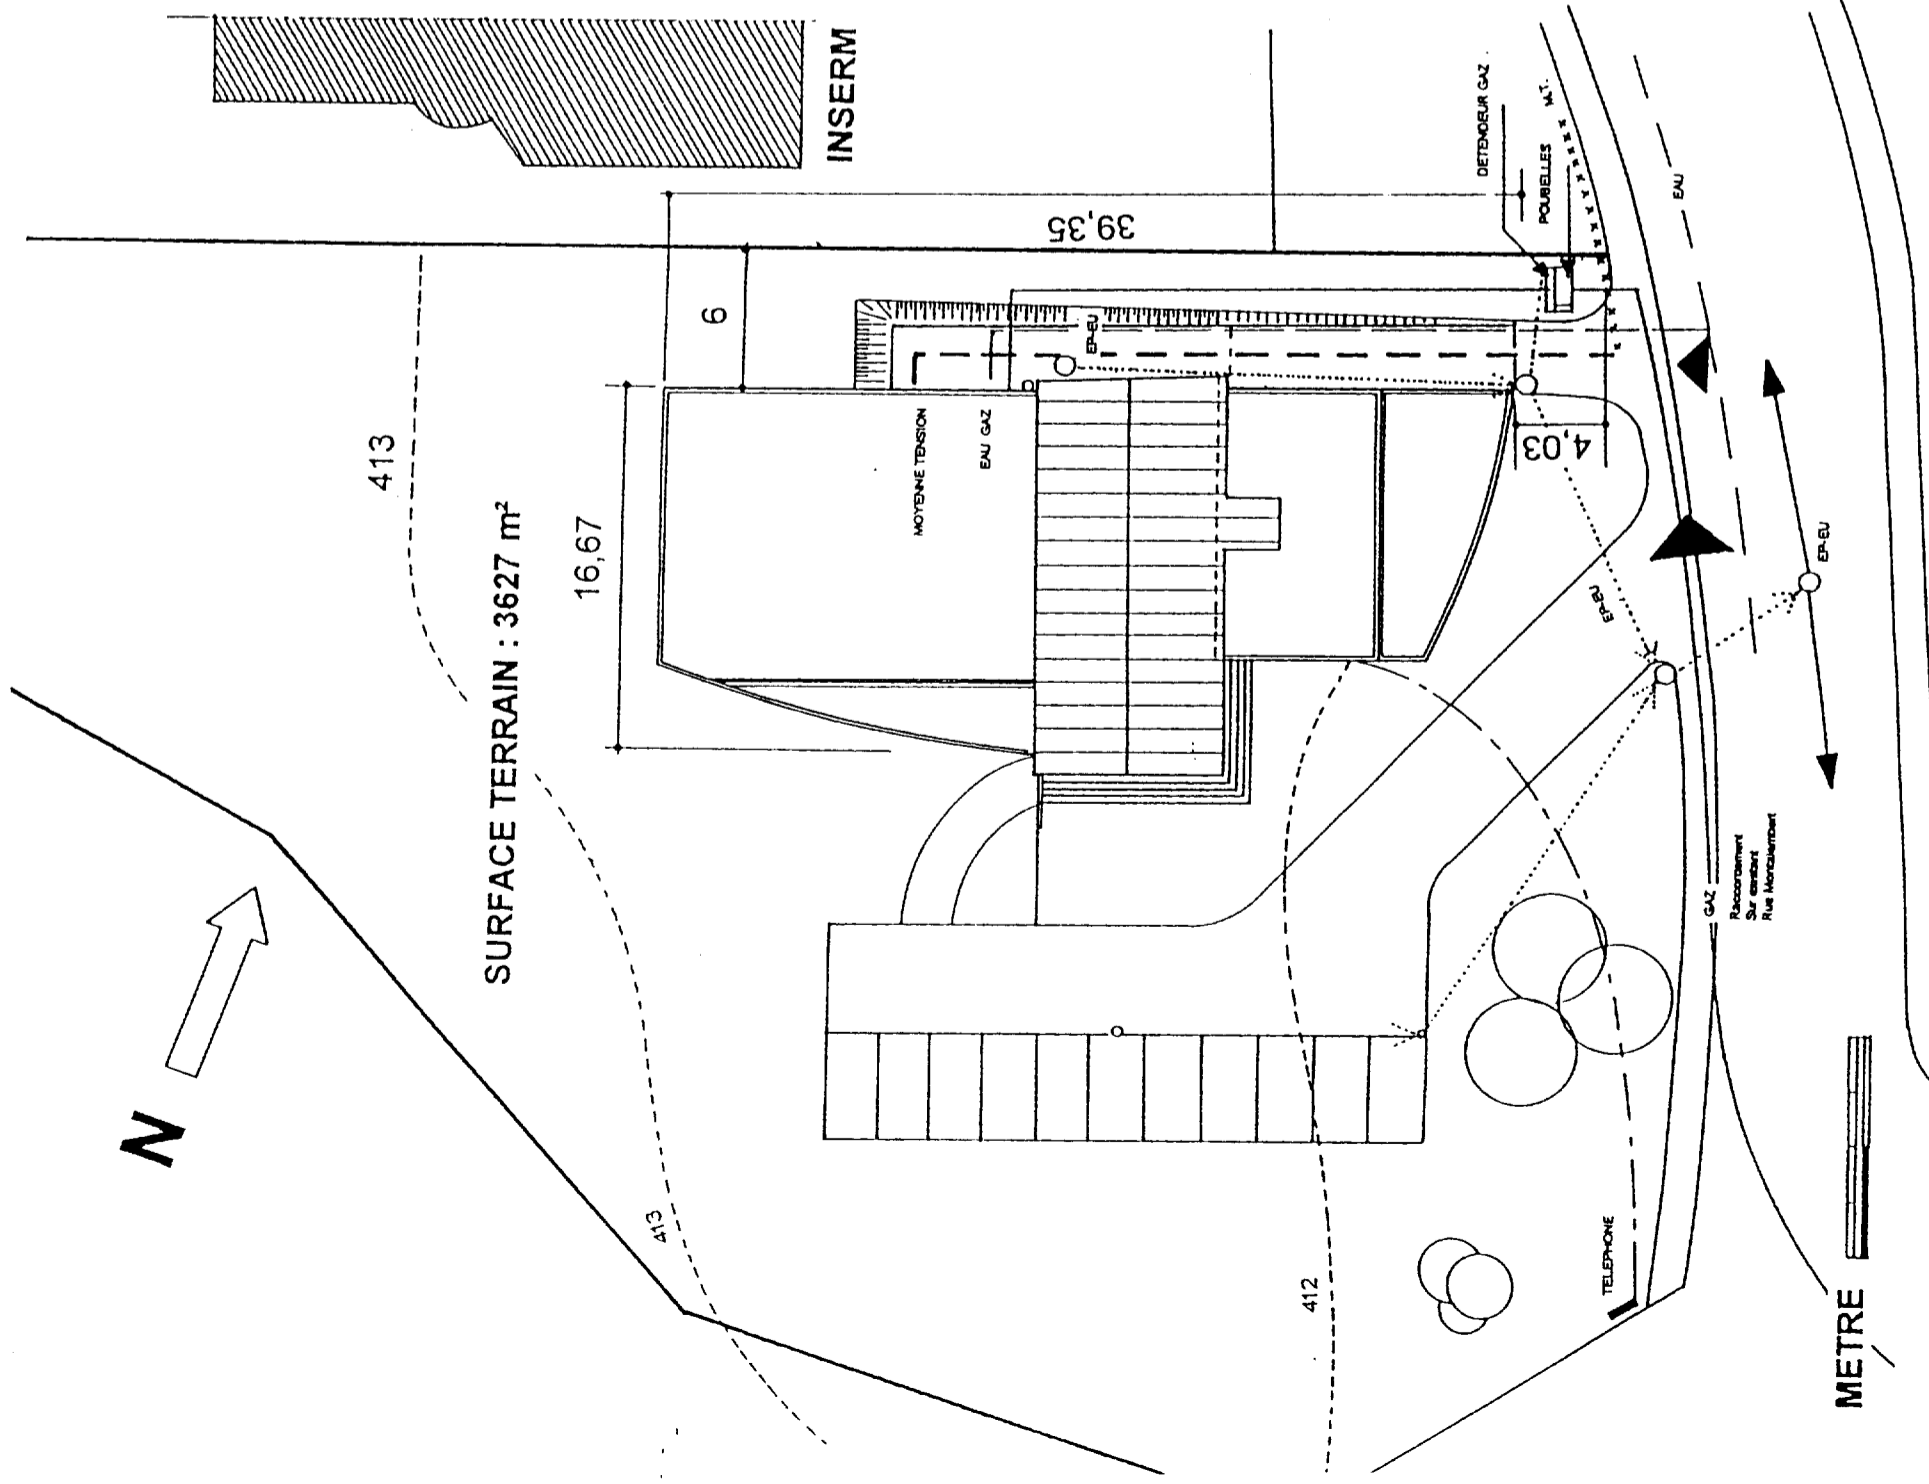 INSERM
DETENDEUR GAZ
POUBELLES
M.T.
EAU
39,35
6
EP-EU
413
MOYENNE TENSION
EAU GAZ
4,03
16,67
SURFACE TERRAIN : 3627 m²
EP-EU
EP-EU
N
GAZ
Raccordement
Sur existant
Rue
413
412
TELEPHONE
METRE